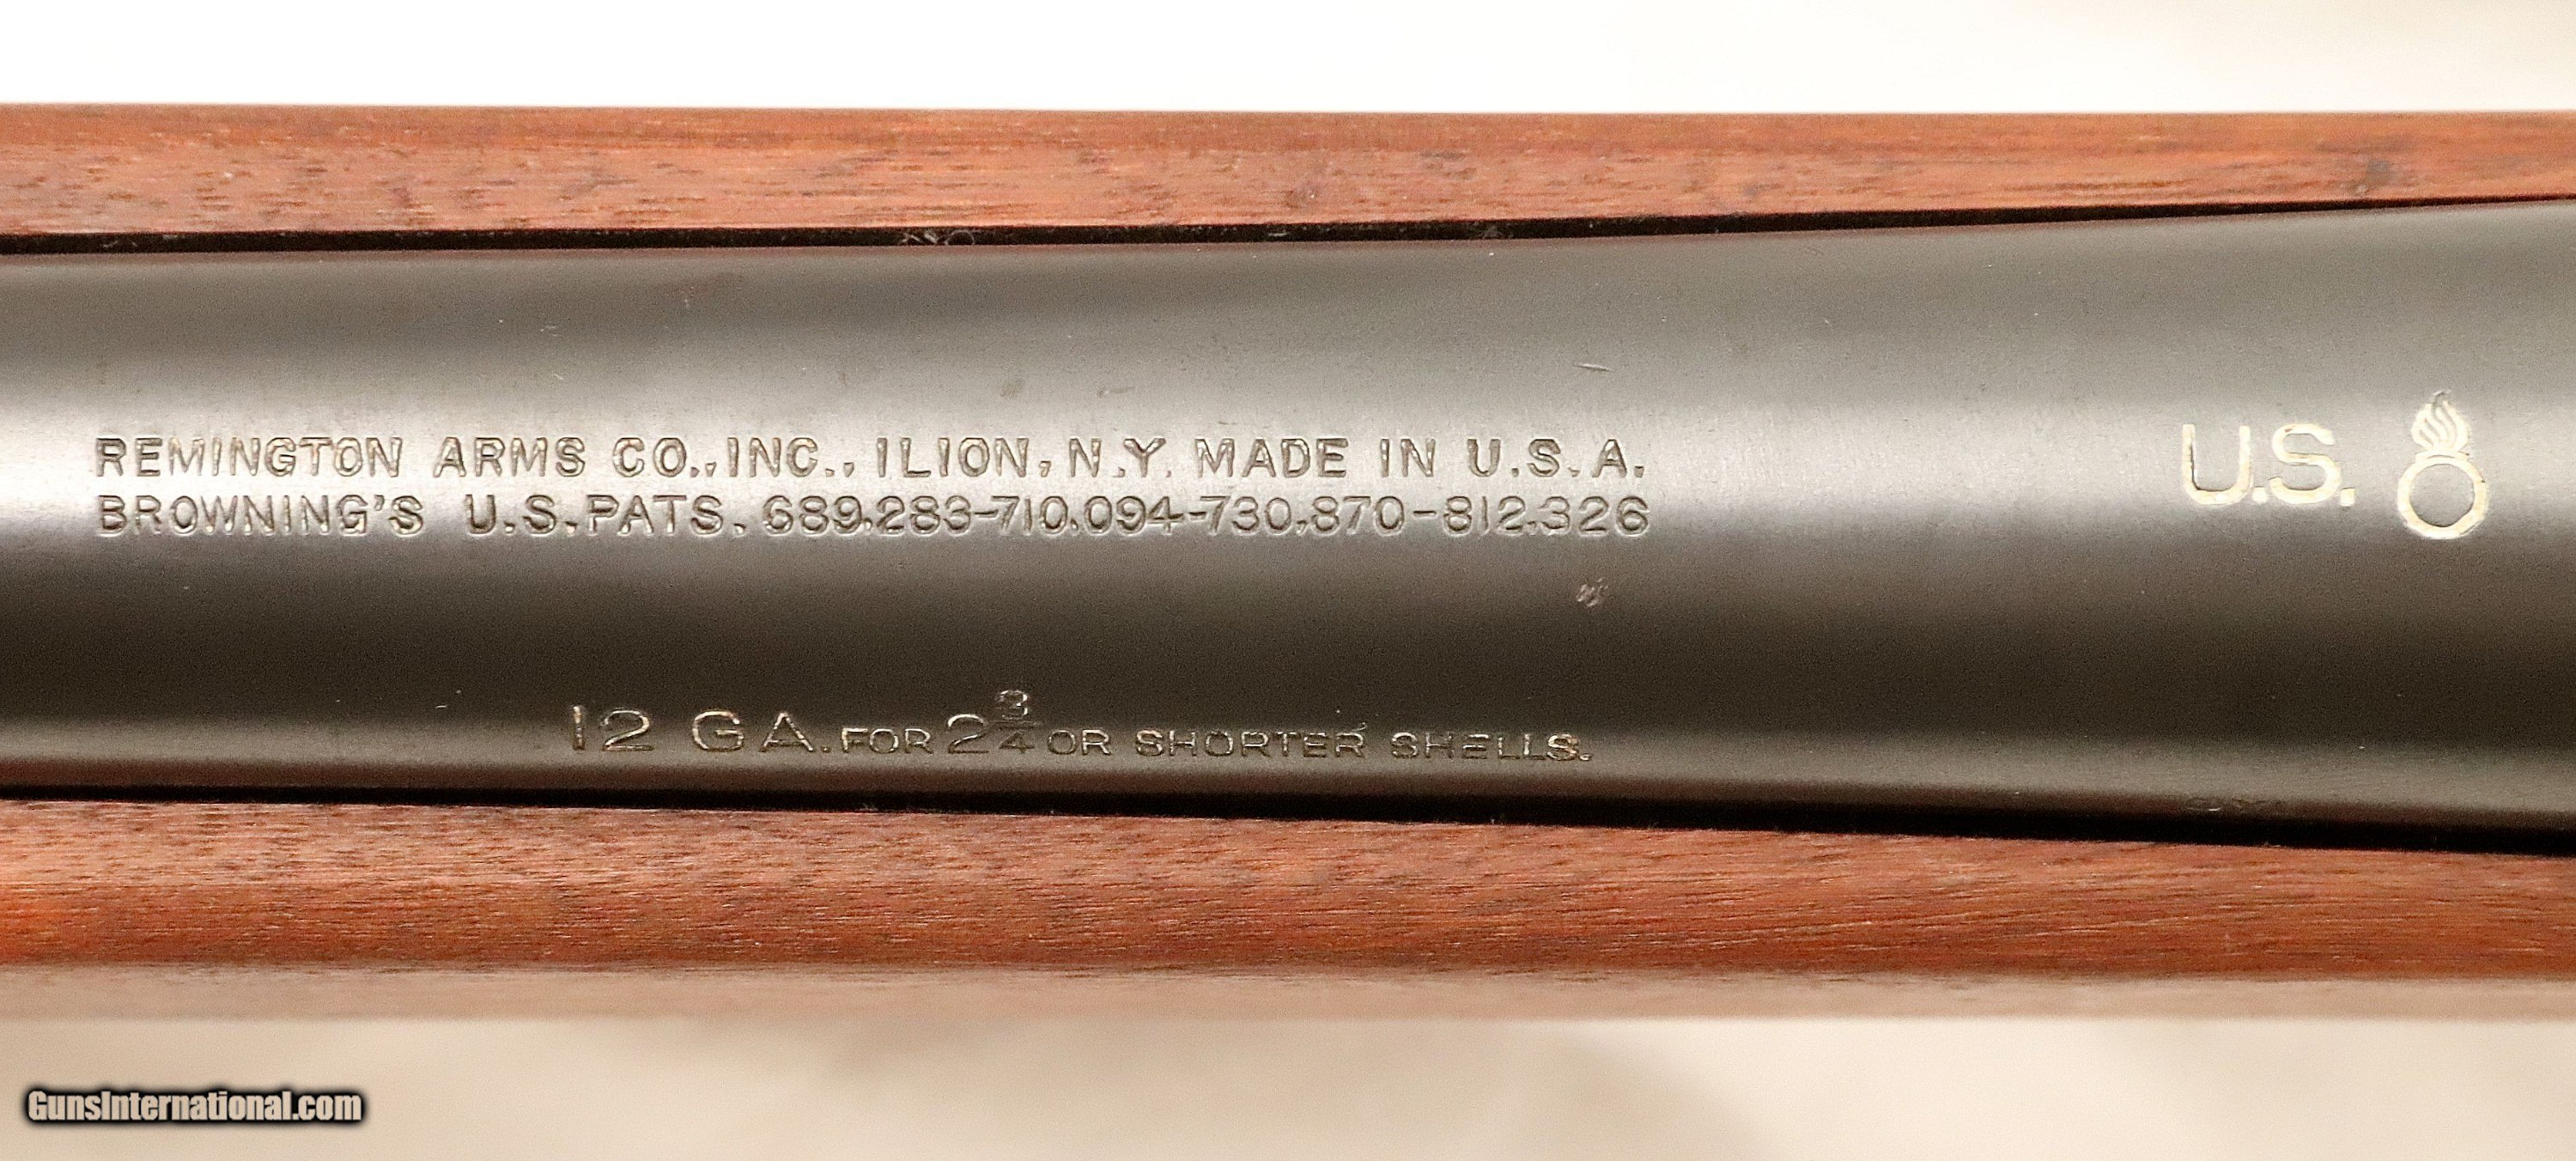 REMINGTON ARMS CO., INC., ILION, N.Y. MADE IN U.S.A.
BROWNING'S U.S. PATS. 689,283-710,094-730,870-812,326
U.S.
12 GA. FOR 2 3/4 OR SHORTER SHELLS.
GunsInternational.com